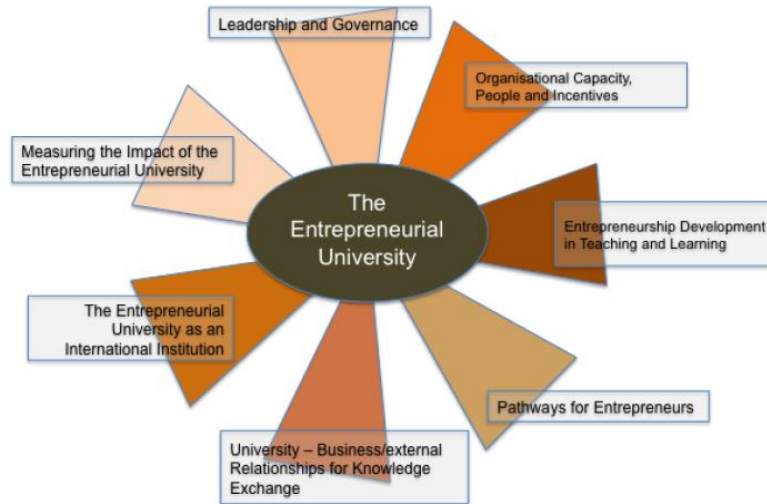 Leadership and Governance
Organisational Capacity,
People and Incentives
Measuring the Impact of the
Entrepreneurial University
The
Entrepreneurial
University
Entrepreneurship Development
in Teaching and Learning
The Entrepreneurial
University as an
International Institution
Pathways for Entrepreneurs
University – Business/external
Relationships for Knowledge
Exchange